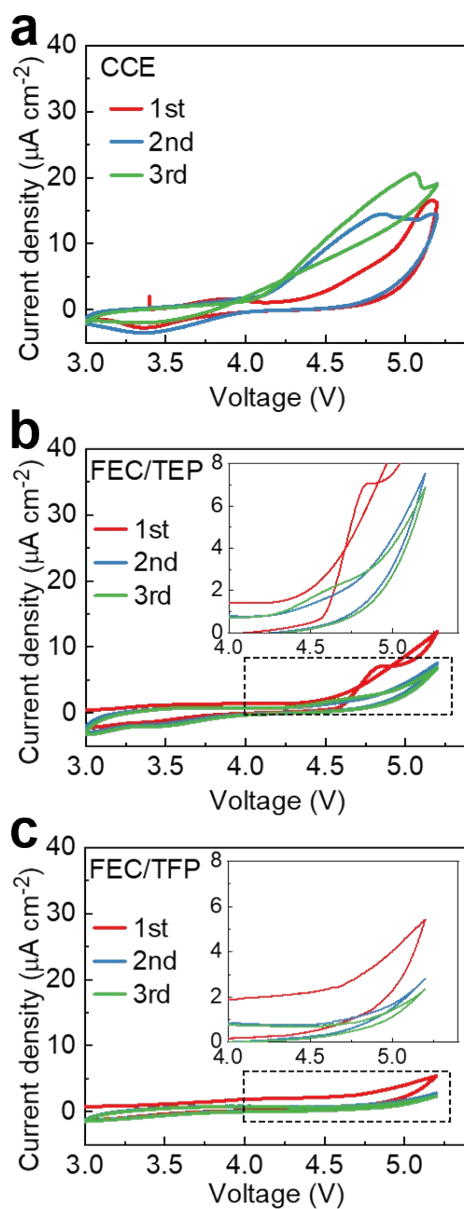 a
CCE
1st
2nd
3rd
Current density (μA cm-2)
40
30
20
10
0
3.0 3.5 4.0 4.5 5.0
Voltage (V)
b
FEC/TEP
1st
2nd
3rd
Current density (μA cm-2)
40
30
20
10
0
8
6
4
2
0
4.0 4.5 5.0
3.0 3.5 4.0 4.5 5.0
Voltage (V)
c
FEC/TFP
1st
2nd
3rd
Current density (μA cm-2)
40
30
20
10
0
8
6
4
2
0
4.0 4.5 5.0
3.0 3.5 4.0 4.5 5.0
Voltage (V)